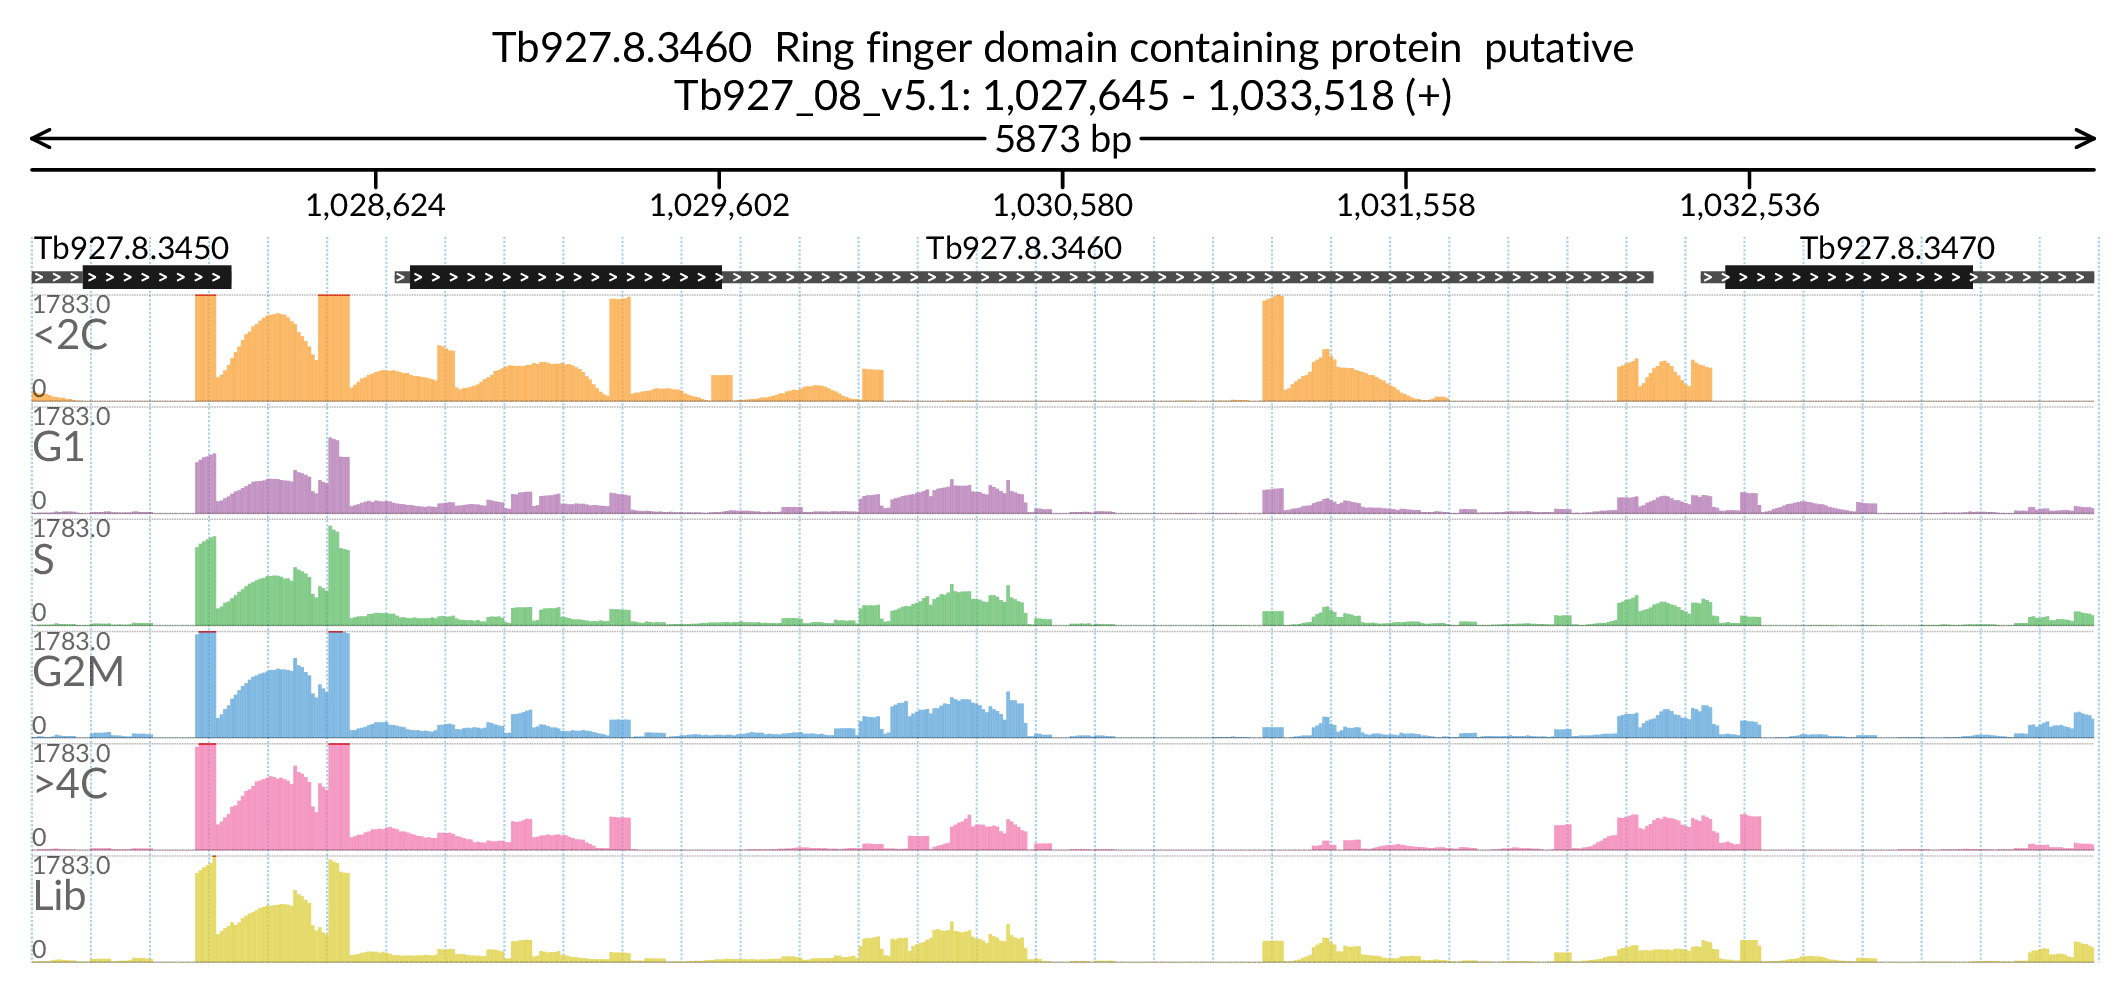 Tb927.8.3460  Ring finger domain containing protein  putative
Tb927_08_v5.1: 1,027,645 - 1,033,518 (+)
5873 bp
1,028,624 1,029,602 1,030,580 1,031,558 1,032,536
Tb927.8.3450 Tb927.8.3460 Tb927.8.3470
1783.0
<2C
0
1783.0
G1
0
1783.0
S
0
1783.0
G2M
0
1783.0
>4C
0
1783.0
Lib
0